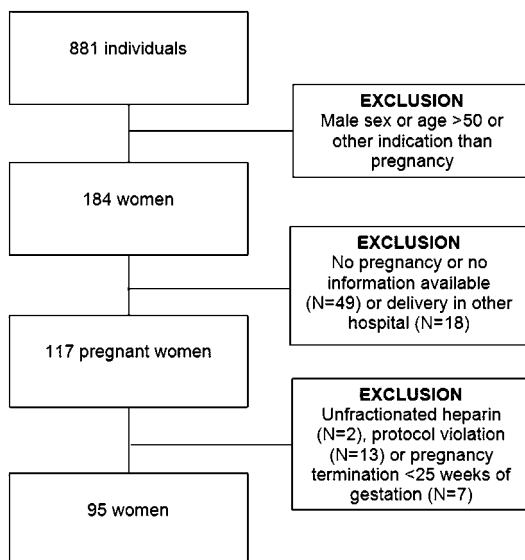 881 individuals
EXCLUSION
Male sex or age >50 or
other indication than
pregnancy
184 women
EXCLUSION
No pregnancy or no
information available
(N=49) or delivery in other
hospital (N=18)
117 pregnant women
EXCLUSION
Unfractionated heparin
(N=2), protocol violation
(N=13) or pregnancy
termination <25 weeks of
gestation (N=7)
95 women